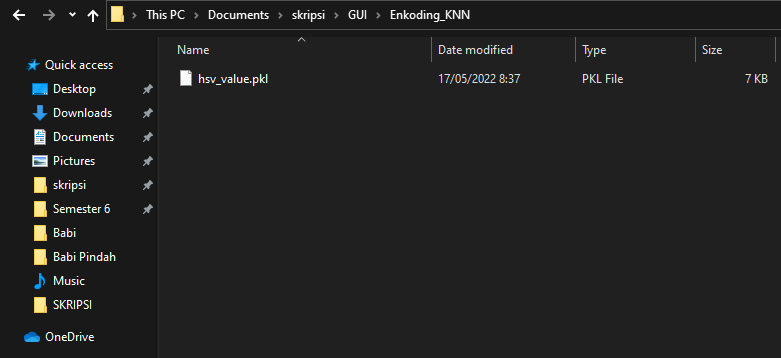 This PC > Documents > skripsi > GUI > Enkoding_KNN
Name Date modified Type Size
hsv_value.pkl 17/05/2022 8:37 PKL File 7 KB
Quick access
Desktop
Downloads
Documents
Pictures
skripsi
Semester 6
Babi
Babi Pindah
Music
SKRIPSI
OneDrive